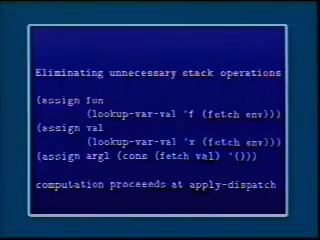 Eliminating unnecessary stack operations
(assign fun
(lookup-var-val 'f (fetch env)))
(assign val
(lookup-var-val 'x (fetch env)))
(assign argl (cons (fetch val) '()))
computation proceeds at apply-dispatch